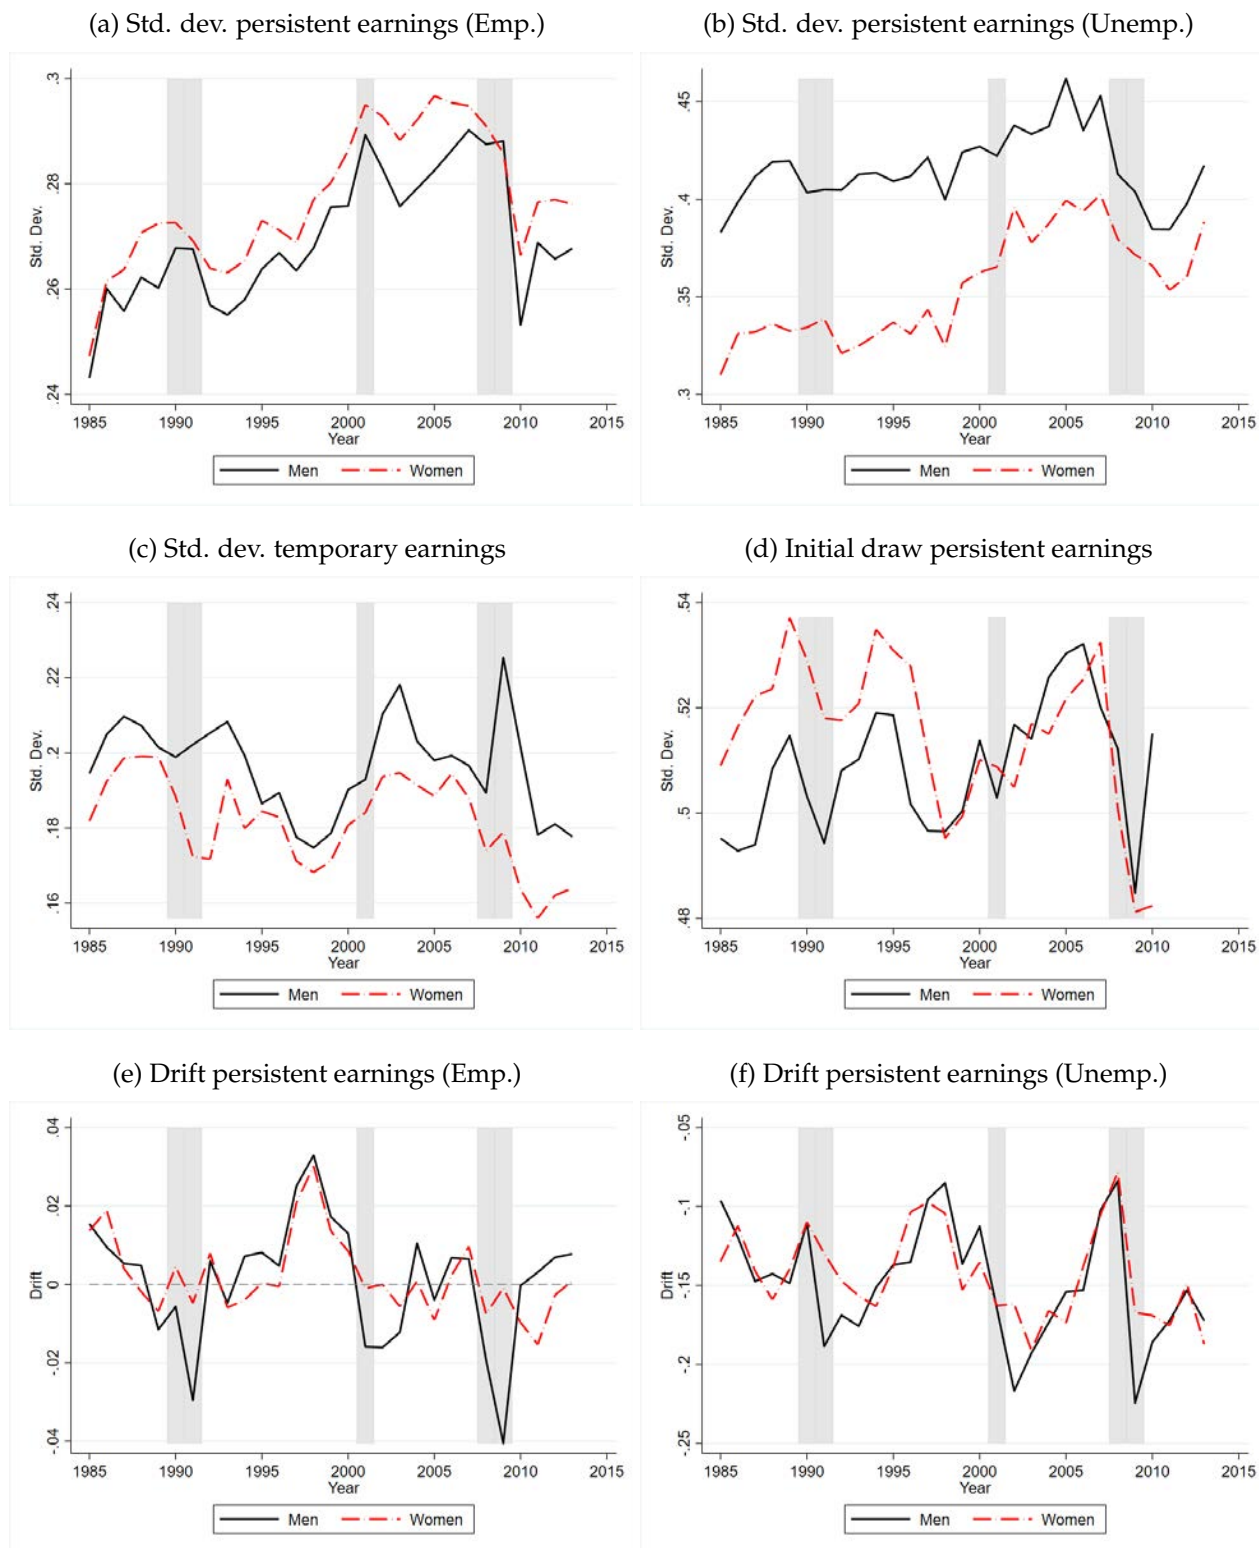 (a) Std. dev. persistent earnings (Emp.)
Std. Dev.
.3
.28
.26
.24
1985 1990 1995 2000 2005 2010 2015
Year
Men Women
(b) Std. dev. persistent earnings (Unemp.)
Std. Dev.
.45
.4
.35
.3
1985 1990 1995 2000 2005 2010 2015
Year
Men Women
(c) Std. dev. temporary earnings
Std. Dev.
.24
.22
.2
.18
.16
1985 1990 1995 2000 2005 2010 2015
Year
Men Women
(d) Initial draw persistent earnings
Std. Dev.
.54
.52
.5
.48
1985 1990 1995 2000 2005 2010 2015
Year
Men Women
(e) Drift persistent earnings (Emp.)
Drift
.04
.02
0
-.02
-.04
1985 1990 1995 2000 2005 2010 2015
Year
Men Women
(f) Drift persistent earnings (Unemp.)
Drift
-.05
-.1
-.15
-.2
-.25
1985 1990 1995 2000 2005 2010 2015
Year
Men Women